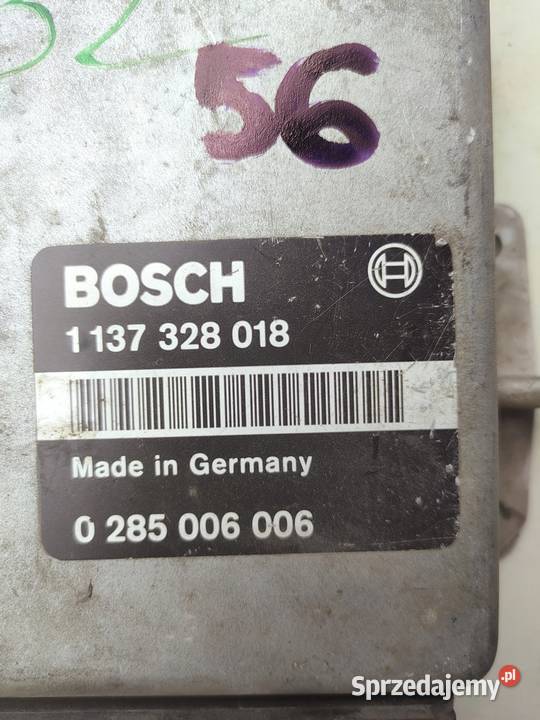 56
BOSCH
1 137 328 018
Made in Germany
0 285 006 006
Sprzedajemy.pl